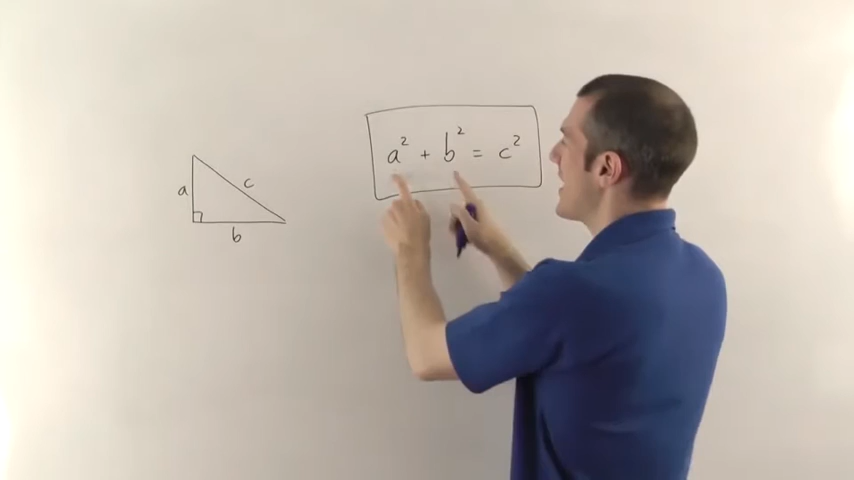 a² + b² = c²
a
c
b